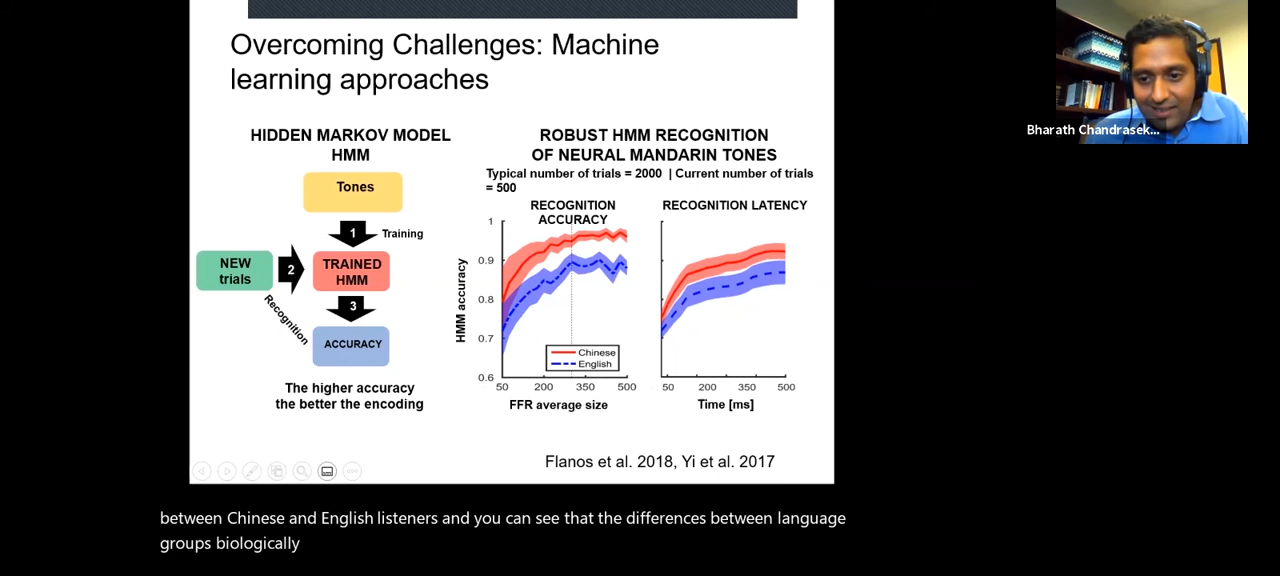 Overcoming Challenges: Machine
learning approaches
HIDDEN MARKOV MODEL
HMM
Tones
1
Training
NEW
trials
2
TRAINED
HMM
Recognition
3
ACCURACY
The higher accuracy
the better the encoding
ROBUST HMM RECOGNITION
OF NEURAL MANDARIN TONES
Typical number of trials = 2000 | Current number of trials
= 500
RECOGNITION
ACCURACY
HMM accuracy
1
0.9
0.8
0.7
0.6
Chinese
English
50 200 350 500
FFR average size
RECOGNITION LATENCY
50 200 350 500
Time [ms]
Flanos et al. 2018, Yi et al. 2017
Bharath Chandrasek...
between Chinese and English listeners and you can see that the differences between language
groups biologically